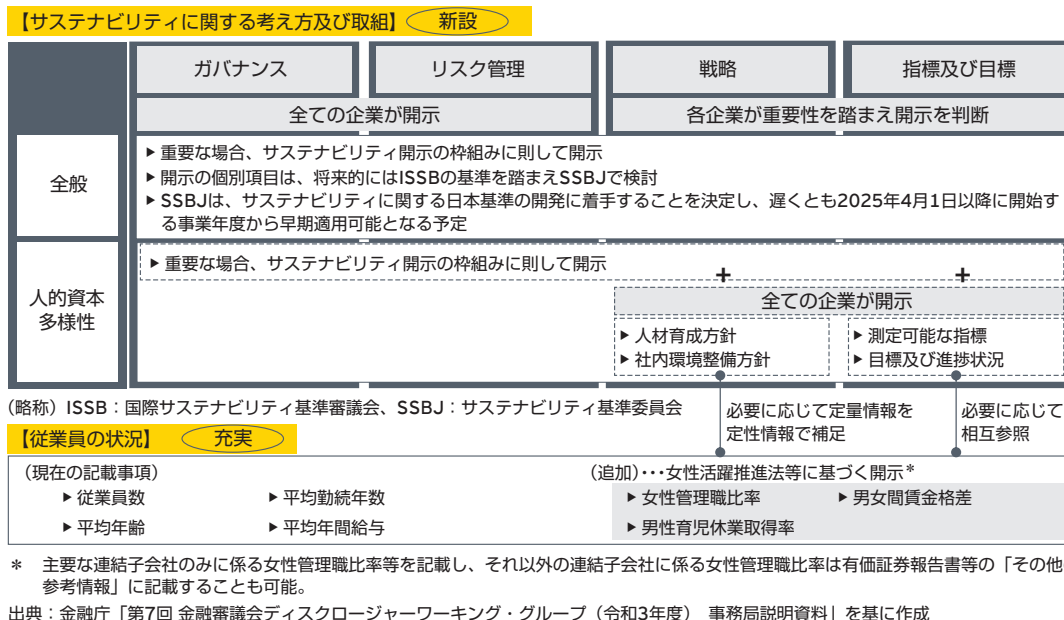 【サステナビリティに関する考え方及び取組】 新設
ガバナンス
リスク管理
戦略
指標及び目標
全ての企業が開示
各企業が重要性を踏まえ開示を判断
全般
▶ 重要な場合、サステナビリティ開示の枠組みに則して開示
▶ 開示の個別項目は、将来的にはISSBの基準を踏まえSSBJで検討
▶ SSBJは、サステナビリティに関する日本基準の開発に着手することを決定し、遅くとも2025年4月1日以降に開始す
る事業年度から早期適用可能となる予定
人的資本
多様性
▶ 重要な場合、サステナビリティ開示の枠組みに則して開示
+
+
全ての企業が開示
▶ 人材育成方針
▶ 社内環境整備方針
▶ 測定可能な指標
▶ 目標及び進捗状況
（略称）ISSB：国際サステナビリティ基準審議会、SSBJ：サステナビリティ基準委員会
必要に応じて定量情報を
定性情報で補足
必要に応じて
相互参照
【従業員の状況】 充実
（現在の記載事項）
▶ 従業員数
▶ 平均勤続年数
▶ 平均年齢
▶ 平均年間給与
（追加）･･･女性活躍推進法等に基づく開示＊
▶ 女性管理職比率
▶ 男女間賃金格差
▶ 男性育児休業取得率
＊ 主要な連結子会社のみに係る女性管理職比率等を記載し、それ以外の連結子会社に係る女性管理職比率は有価証券報告書等の「その他
参考情報」に記載することも可能。
出典：金融庁「第7回 金融審議会ディスクロージャーワーキング・グループ（令和3年度） 事務局説明資料」を基に作成